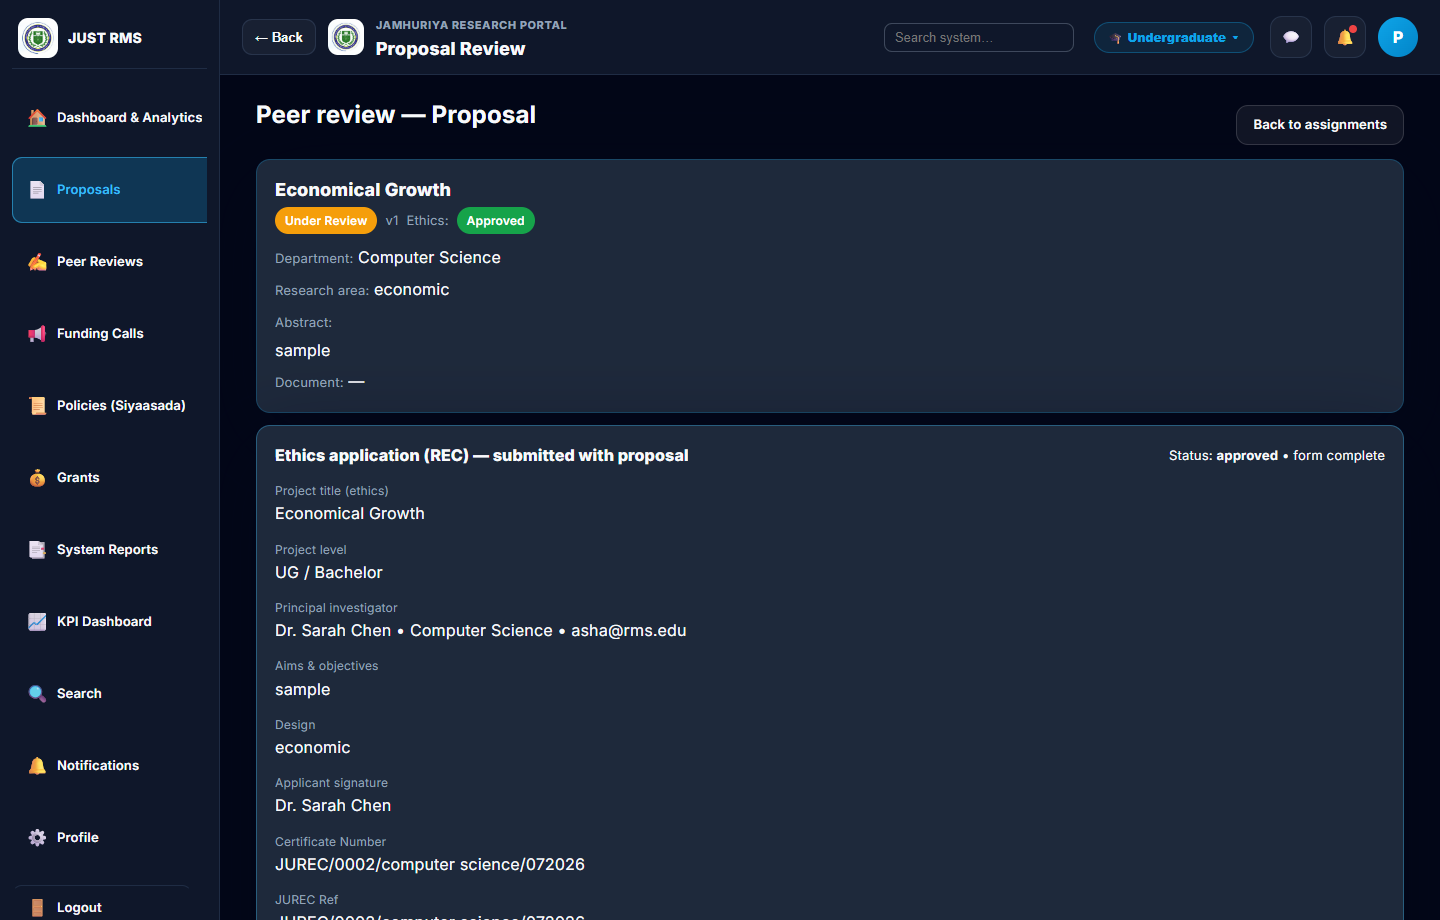 JUST RMS
Dashboard & Analytics
Proposals
Peer Reviews
Funding Calls
Policies (Siyaasada)
Grants
System Reports
KPI Dashboard
Search
Notifications
Profile
Logout
← Back
JAMHURIYA RESEARCH PORTAL
Proposal Review
Search system...
Undergraduate
P
Peer review — Proposal
Back to assignments
Economical Growth
Under Review v1 Ethics: Approved
Department: Computer Science
Research area: economic
Abstract:
sample
Document: —
Ethics application (REC) — submitted with proposal
Status: approved • form complete
Project title (ethics)
Economical Growth
Project level
UG / Bachelor
Principal investigator
Dr. Sarah Chen • Computer Science • asha@rms.edu
Aims & objectives
sample
Design
economic
Applicant signature
Dr. Sarah Chen
Certificate Number
JUREC/0002/computer science/072026
JUREC Ref
JUREC/0002/computer science/072026